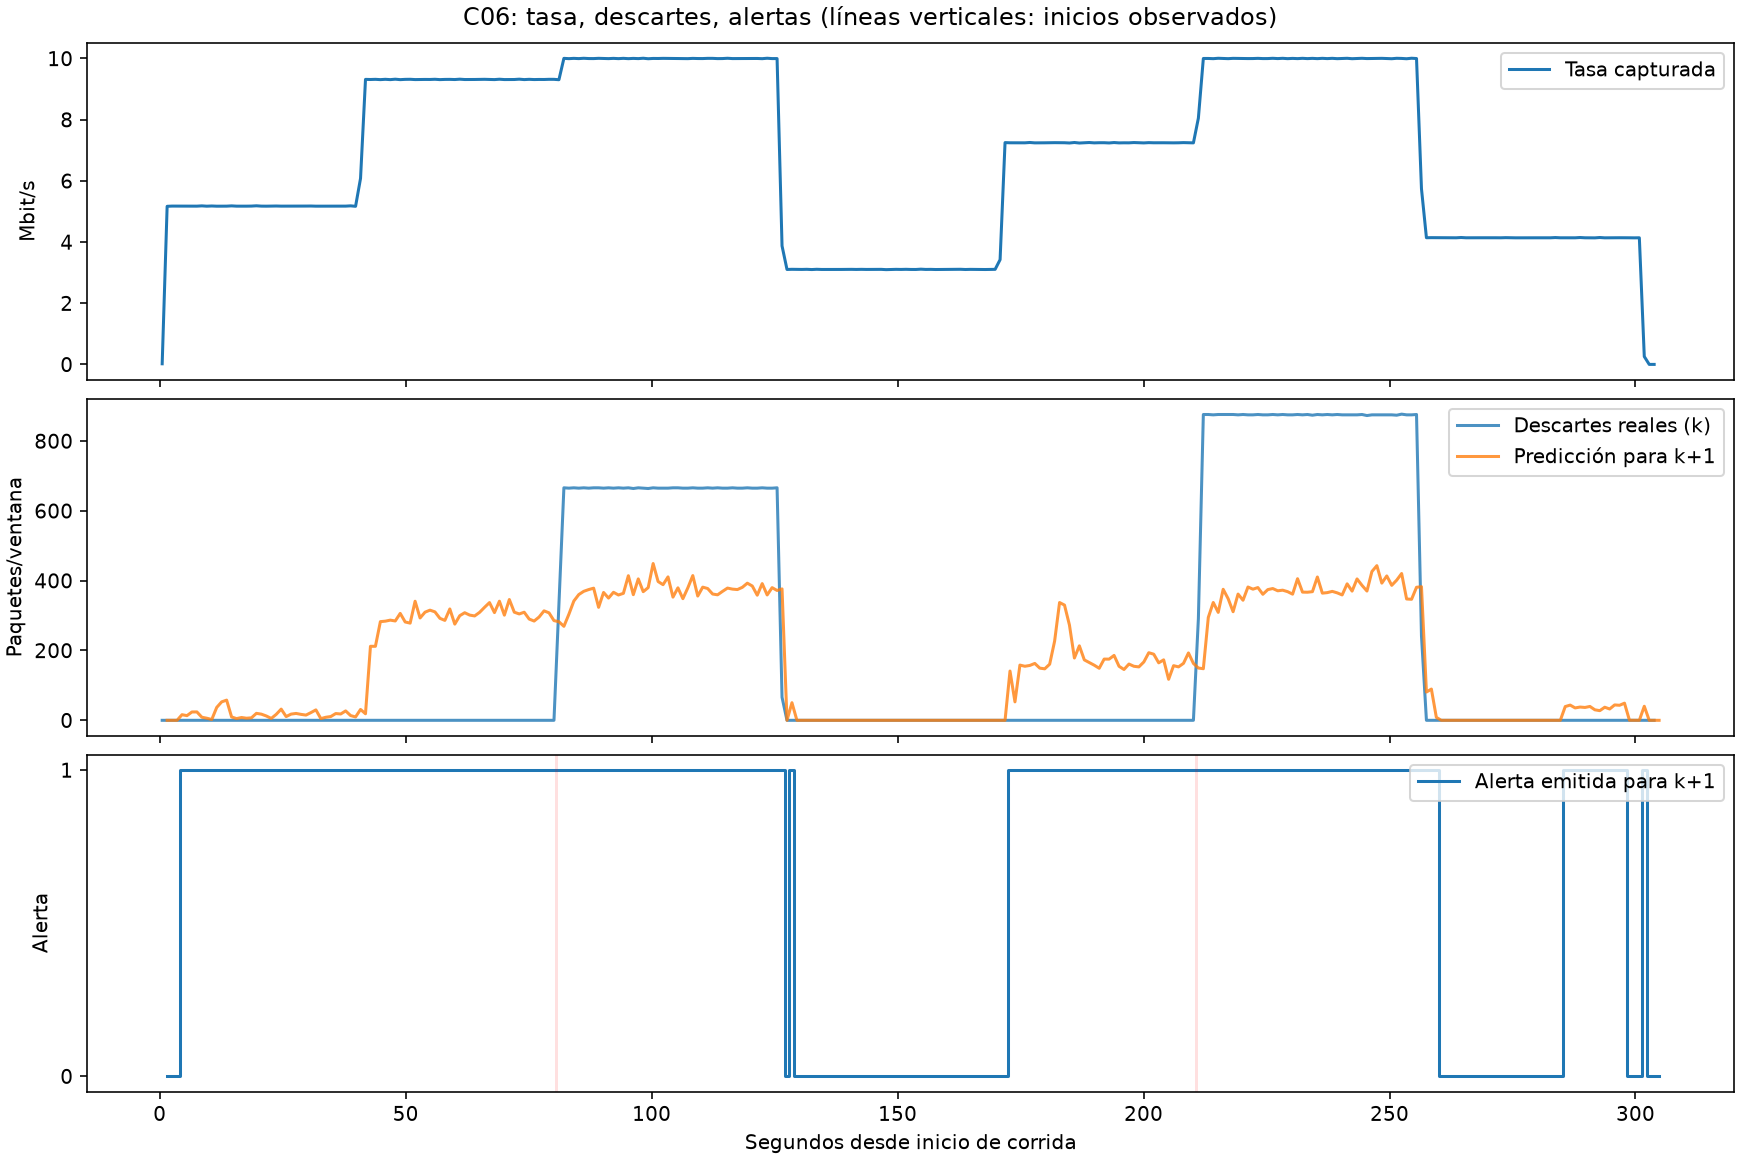 C06: tasa, descartes, alertas (líneas verticales: inicios observados)
Tasa capturada
Mbit/s
10
8
6
4
2
0
Descartes reales (k)
Predicción para k+1
Paquetes/ventana
800
600
400
200
0
Alerta emitida para k+1
Alerta
1
0
0 50 100 150 200 250 300
Segundos desde inicio de corrida